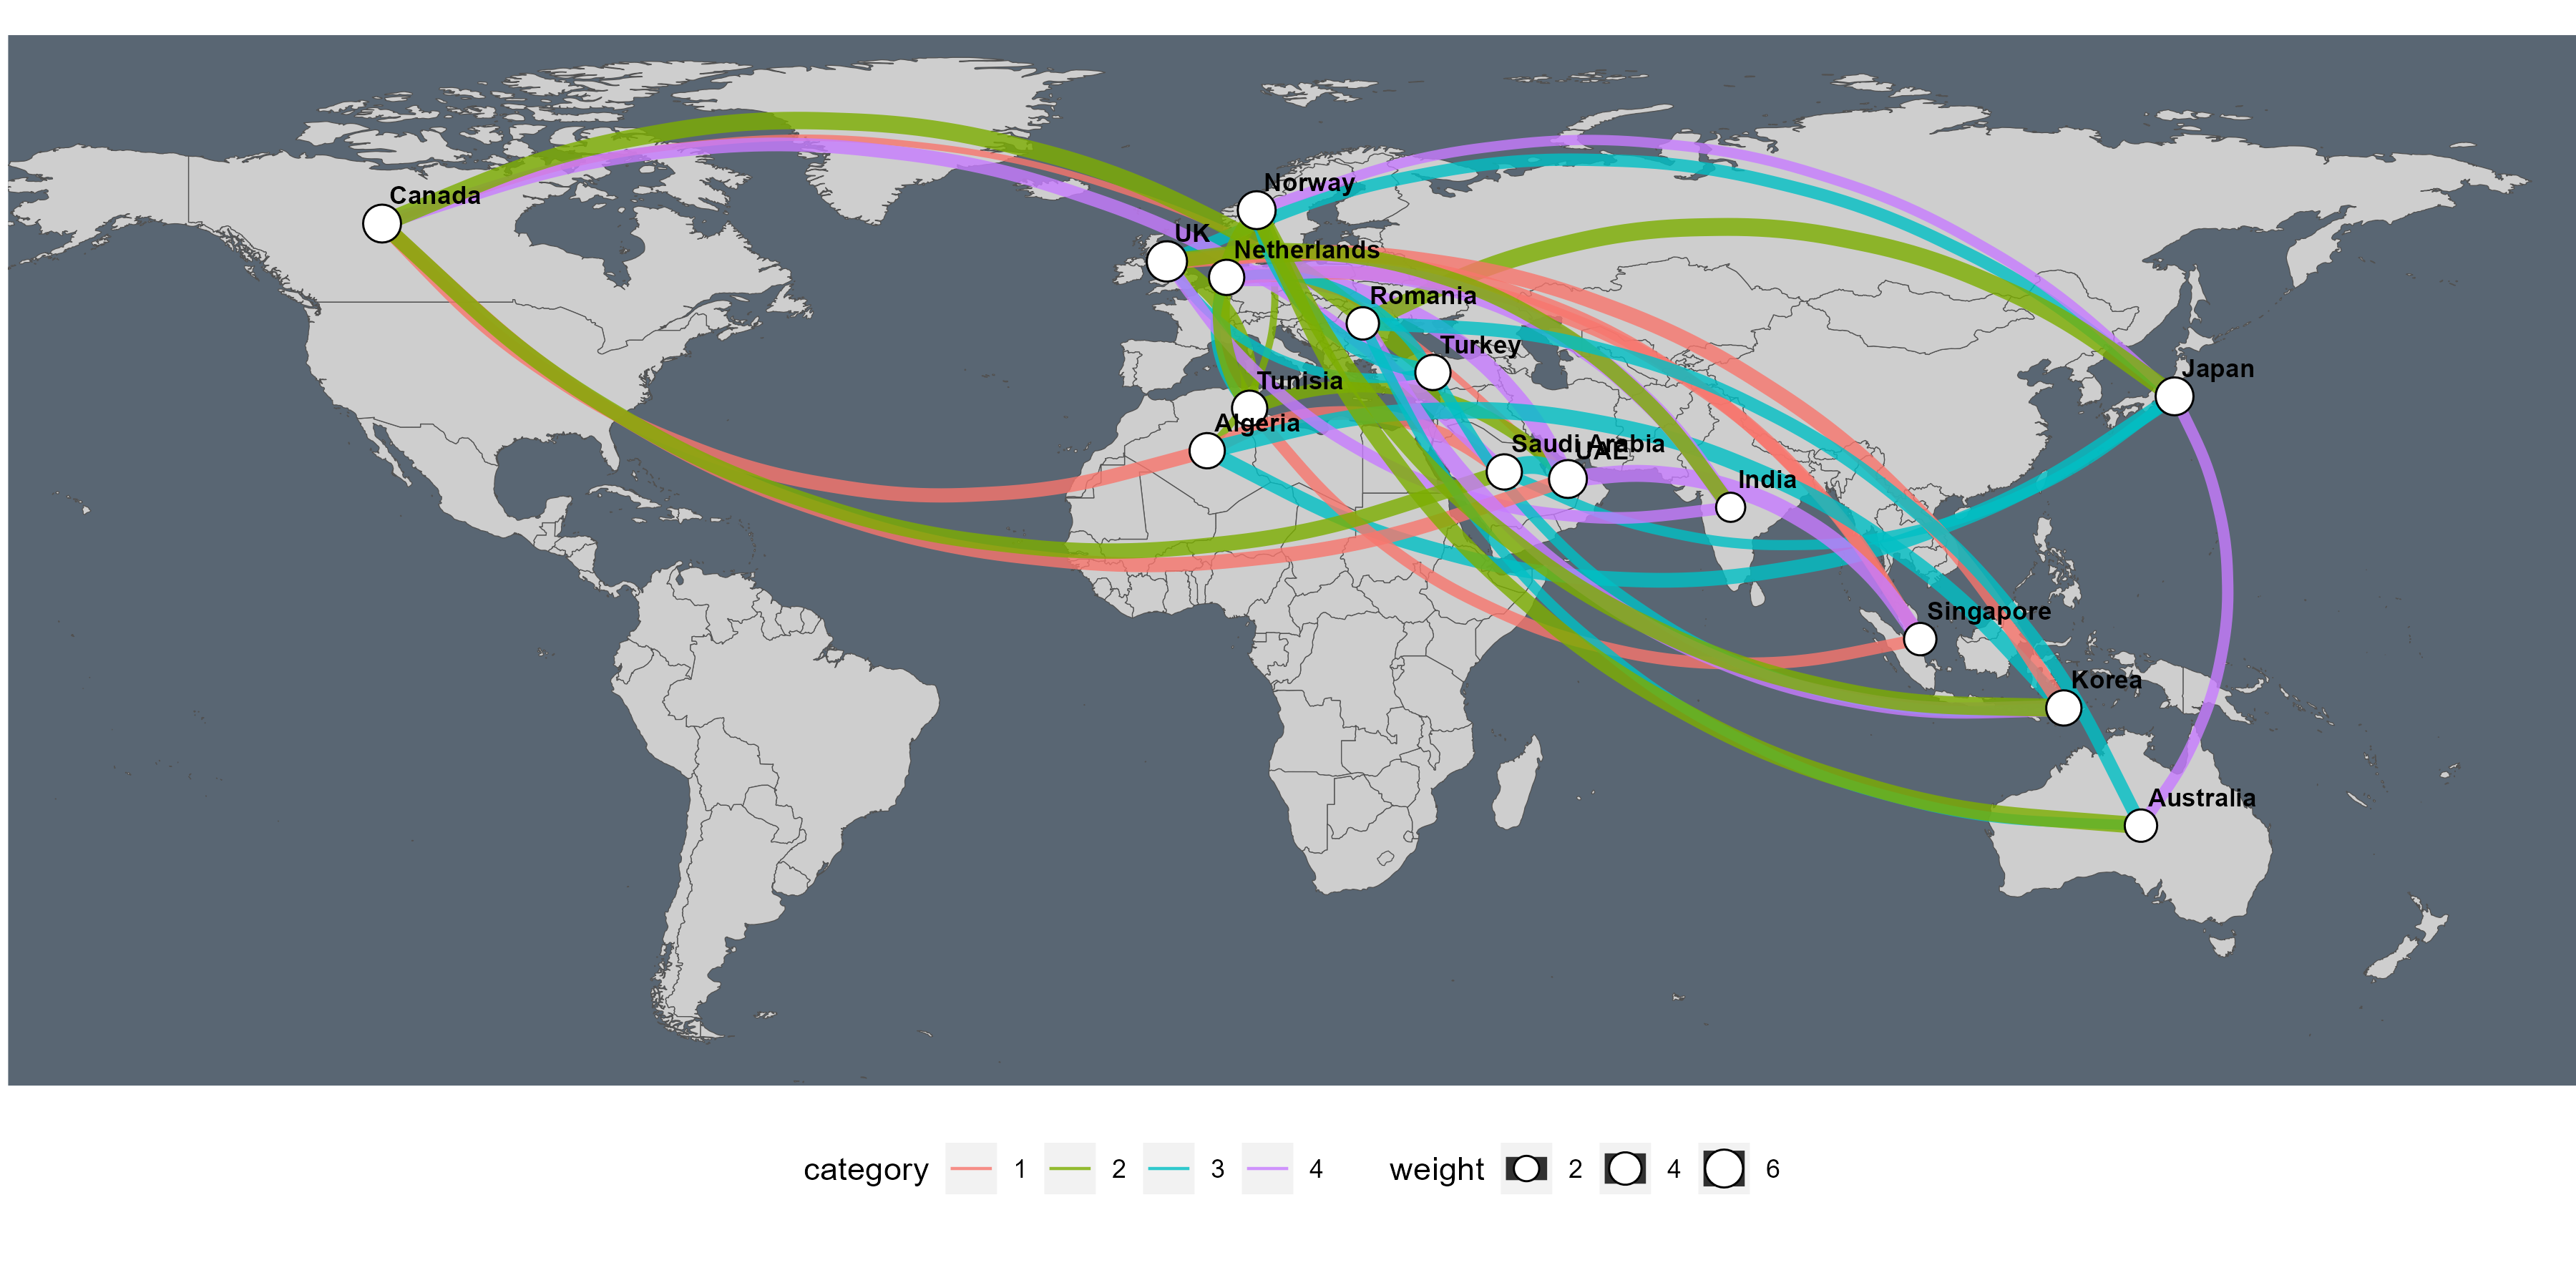 Canada
Norway
UK
Netherlands
Romania
Turkey
Japan
Tunisia
Algeria
Saudi Arabia
UAE
India
Singapore
Korea
Australia
category 1 2 3 4 weight 2 4 6